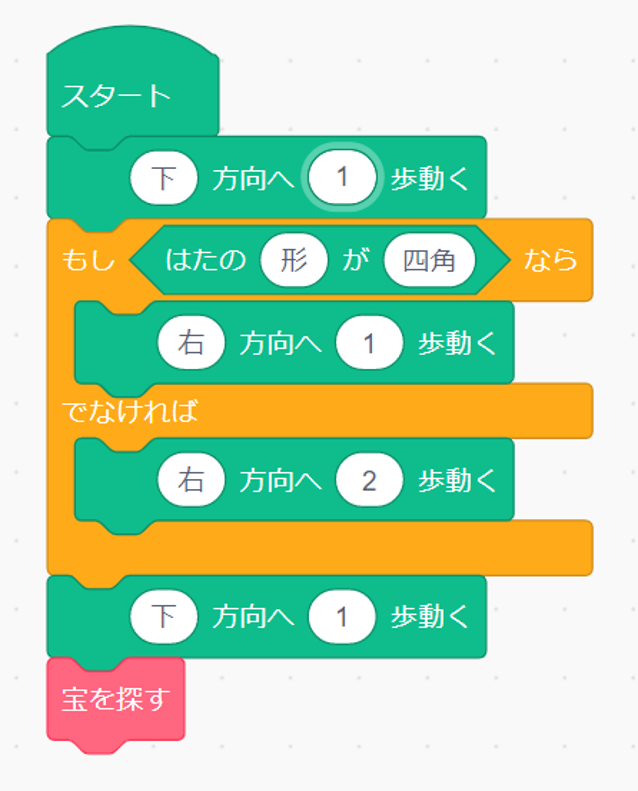 スタート
下 方向へ 1 歩動く
もし はたの 形 が 四角 なら
右 方向へ 1 歩動く
でなければ
右 方向へ 2 歩動く
下 方向へ 1 歩動く
宝を探す